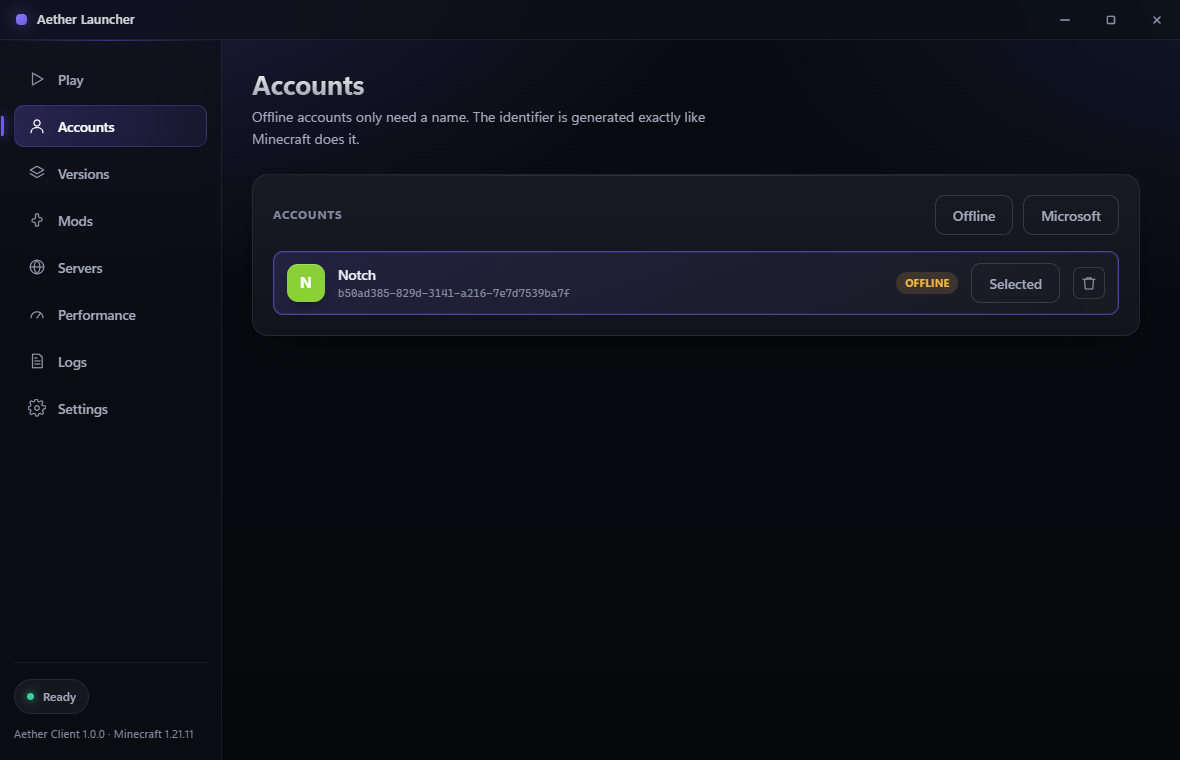 Aether Launcher
Play
Accounts
Versions
Mods
Servers
Performance
Logs
Settings
Ready
Aether Client 1.0.0 · Minecraft 1.21.11
Accounts
Offline accounts only need a name. The identifier is generated exactly like
Minecraft does it.
ACCOUNTS
Offline
Microsoft
N
Notch
b50ad385-829d-3141-a216-7e7d7539ba7f
OFFLINE
Selected